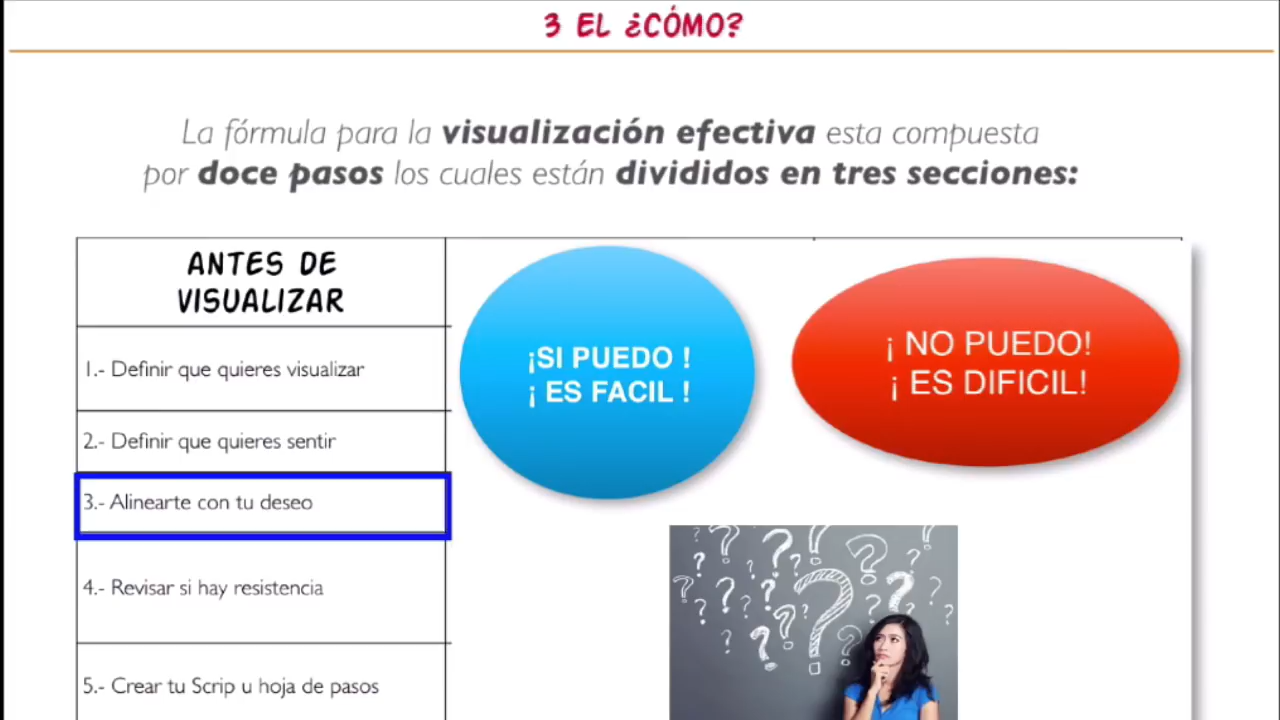 3 EL ¿CÓMO?
La fórmula para la visualización efectiva esta compuesta
por doce pasos los cuales están divididos en tres secciones:
ANTES DE
VISUALIZAR
1.- Definir que quieres visualizar
2.- Definir que quieres sentir
3.- Alinearte con tu deseo
4.- Revisar si hay resistencia
5.- Crear tu Scrip u hoja de pasos
¡SI PUEDO !
¡ ES FACIL !
¡ NO PUEDO!
¡ ES DIFICIL!